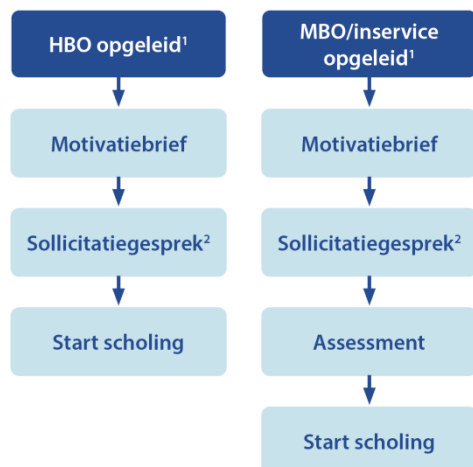 HBO opgeleid¹
Motivatiebrief
Sollicitatiegesprek²
Start scholing
MBO/inservice
opgeleid¹
Motivatiebrief
Sollicitatiegesprek²
Assessment
Start scholing